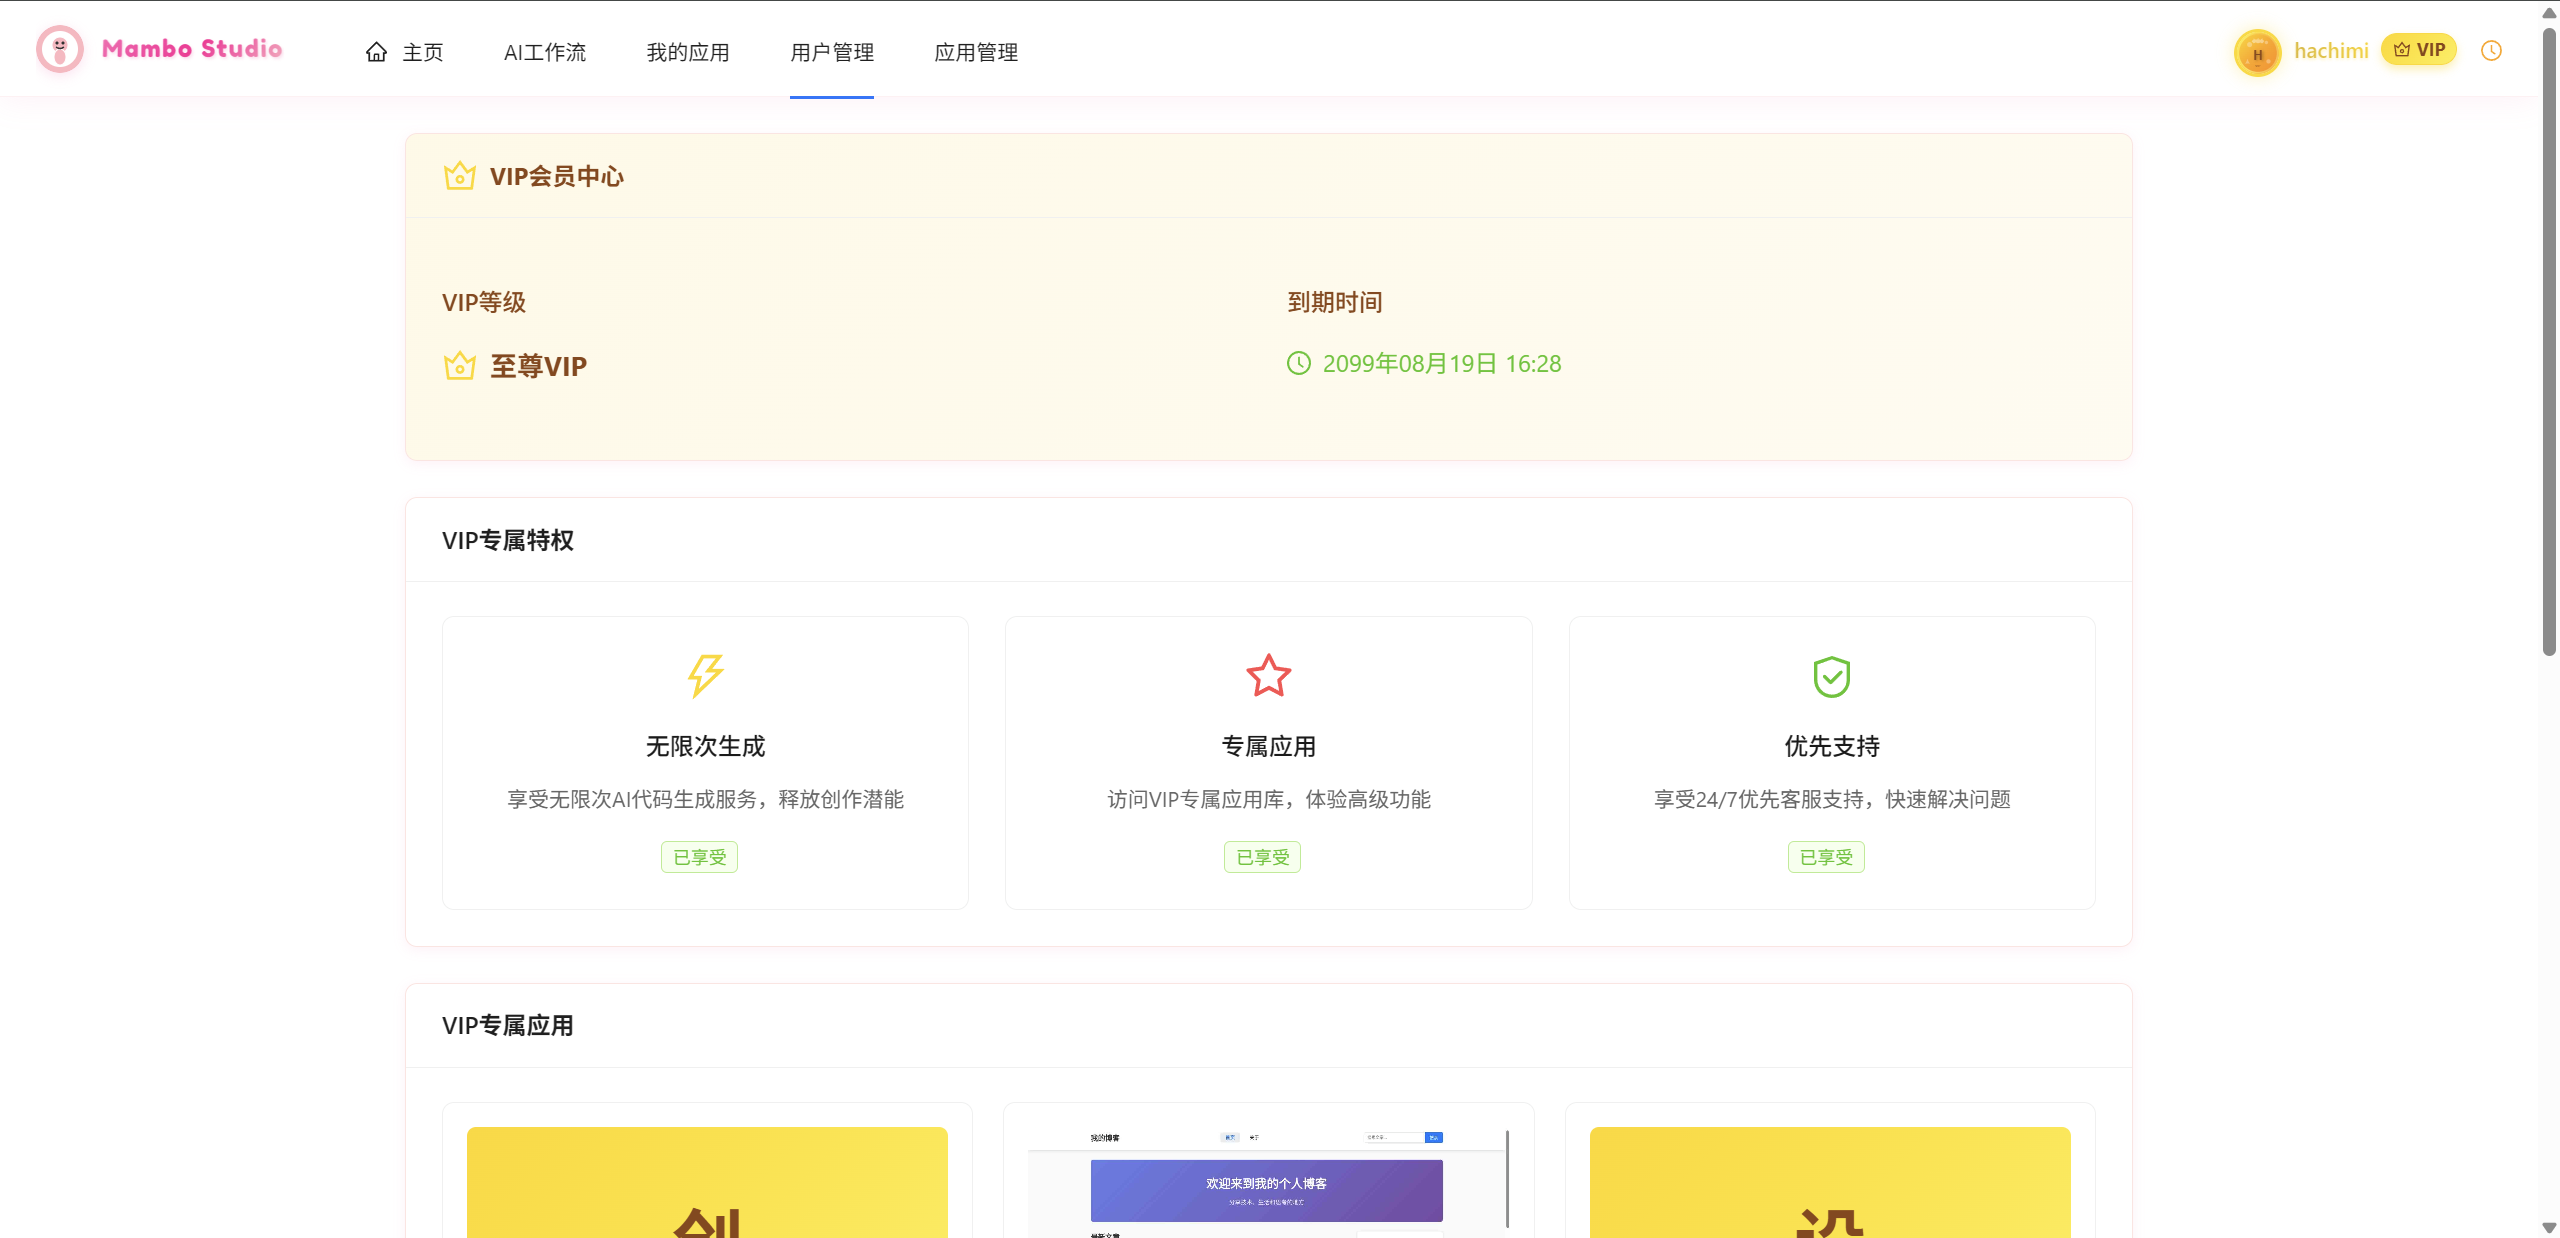 Mambo Studio
主页
AI工作流
我的应用
用户管理
应用管理
H
hachimi
VIP
VIP会员中心
VIP等级
到期时间
至尊VIP
2099年08月19日 16:28
VIP专属特权
无限次生成
专属应用
优先支持
享受无限次AI代码生成服务，释放创作潜能
访问VIP专属应用库，体验高级功能
享受24/7优先客服支持，快速解决问题
已享受
已享受
已享受
VIP专属应用
我的博客
首页
关于
欢迎来到我的个人博客